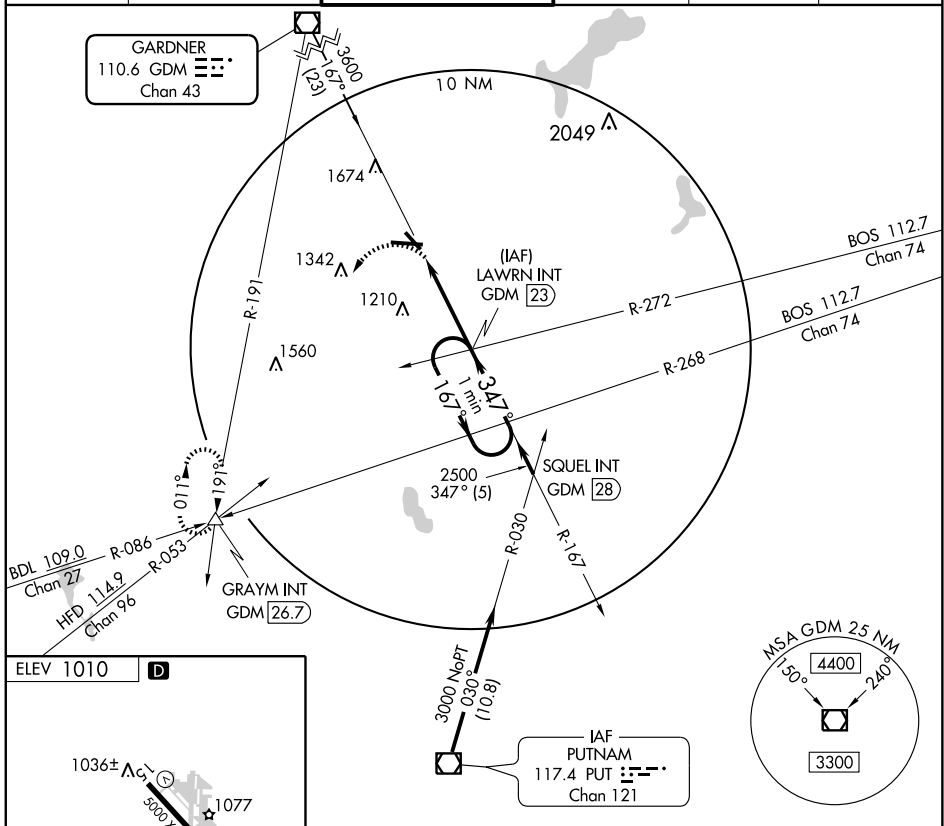 GARDNER
110.6 GDM
Chan 43
3600
167°
(23)
10 NM
2049
1674
1342
1210
1560
(IAF)
LAWRN INT
GDM 23
BOS 112.7
Chan 74
R-272
BOS 112.7
Chan 74
R-268
R-191
1 min
347°
167°
2500
347° (5)
SQUEL INT
GDM 28
011°
191°
R-030
R-167
BDL 109.0
Chan 27
R-086
HFD 114.9
Chan 96
R-053
GRAYM INT
GDM 26.7
3000 NoPT
030°
(10.8)
IAF
PUTNAM
117.4 PUT
Chan 121
MSA GDM 25 NM
4400
150°
240°
3300
ELEV 1010 D
1036±
15
V
5000 X
1077